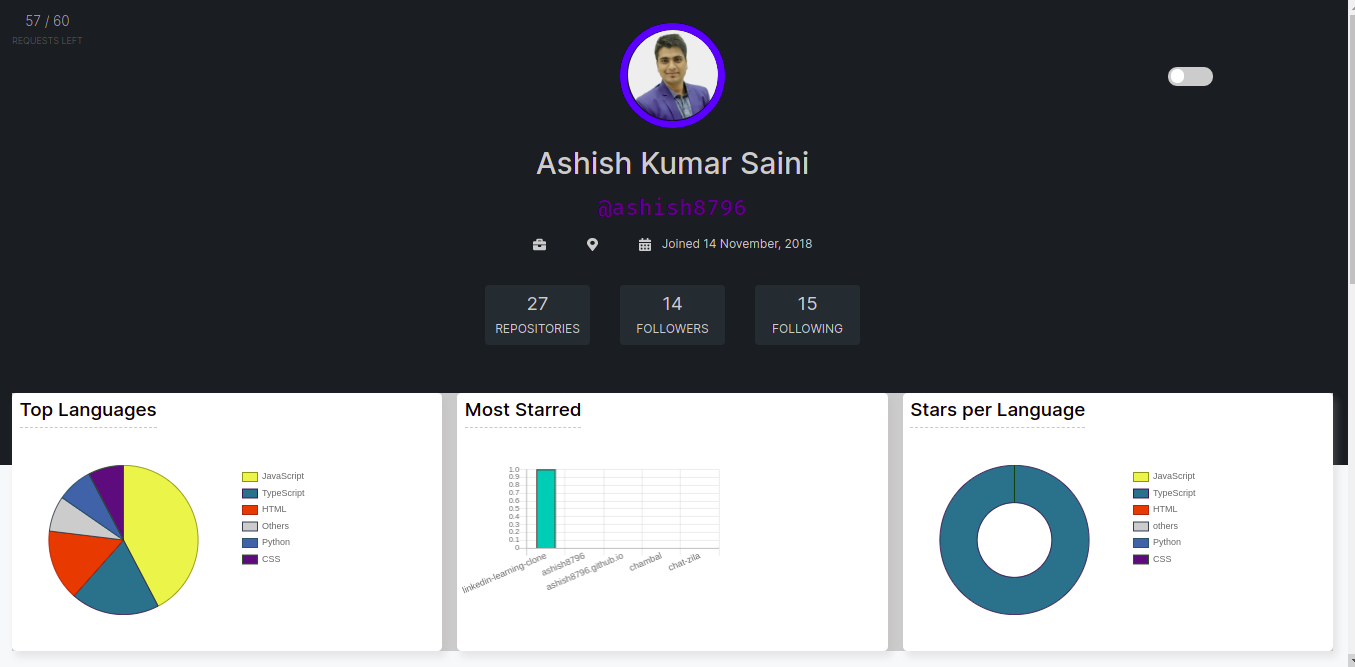 57 / 60
REQUESTS LEFT
Ashish Kumar Saini
@ashish8796
Joined 14 November, 2018
27
REPOSITORIES
14
FOLLOWERS
15
FOLLOWING
Top Languages
JavaScript
TypeScript
HTML
Others
Python
CSS
Most Starred
1.0
0.9
0.8
0.7
0.6
0.5
0.4
0.3
0.2
0.1
0
linkedin-learning-clone
ashish8796
ashish8796.github.io
chambal
chat-zila
Stars per Language
JavaScript
TypeScript
HTML
others
Python
CSS